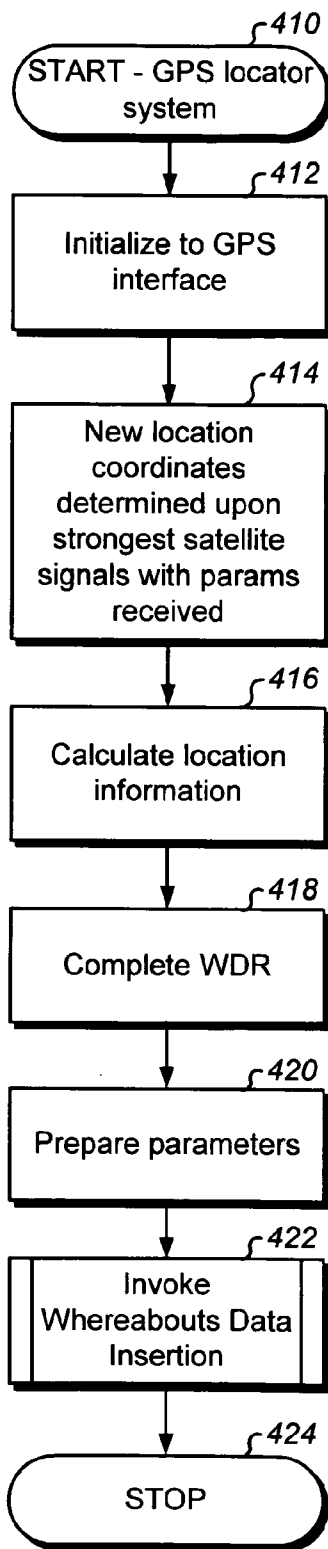 410
START - GPS locator
system
412
Initialize to GPS
interface
414
New location
coordinates
determined upon
strongest satellite
signals with params
received
416
Calculate location
information
418
Complete WDR
420
Prepare parameters
422
Invoke
Whereabouts Data
Insertion
424
STOP